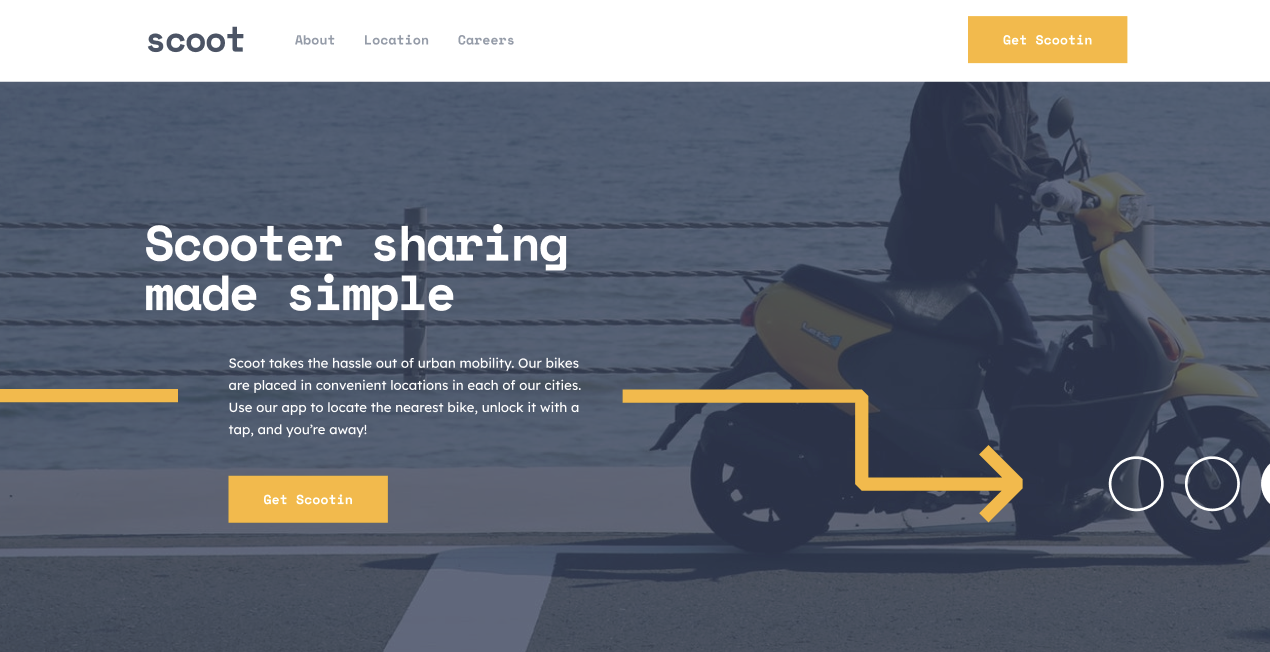 scoot
About
Location
Careers
Get Scootin
Scooter sharing
made simple
Scoot takes the hassle out of urban mobility. Our bikes
are placed in convenient locations in each of our cities.
Use our app to locate the nearest bike, unlock it with a
tap, and you’re away!
Get Scootin